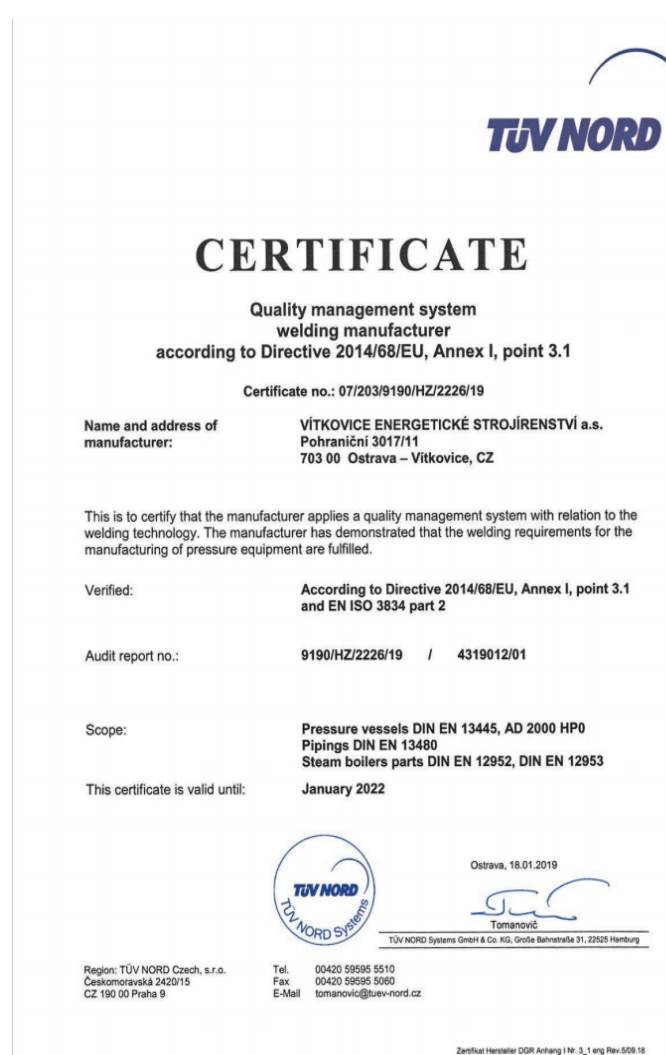 TÜV NORD
CERTIFICATE
Quality management system
welding manufacturer
according to Directive 2014/68/EU, Annex I, point 3.1
Certificate no.: 07/203/9190/HZ/2226/19
Name and address of
manufacturer:
VÍTKOVICE ENERGETICKÉ STROJÍRENSTVÍ a.s.
Pohraniční 3017/11
703 00 Ostrava – Vítkovice, CZ
This is to certify that the manufacturer applies a quality management system with relation to the
welding technology. The manufacturer has demonstrated that the welding requirements for the
manufacturing of pressure equipment are fulfilled.
Verified:
According to Directive 2014/68/EU, Annex I, point 3.1
and EN ISO 3834 part 2
Audit report no.:
9190/HZ/2226/19 / 4319012/01
Scope:
Pressure vessels DIN EN 13445, AD 2000 HP0
Pipings DIN EN 13480
Steam boilers parts DIN EN 12952, DIN EN 12953
This certificate is valid until:
January 2022
TÜV NORD
TÜV NORD Systems
Ostrava, 18.01.2019
Tomanovič
TÜV NORD Systems GmbH & Co. KG, Große Bahnstraße 31, 22525 Hamburg
Region: TÜV NORD Czech, s.r.o.
Českomoravská 2420/15
CZ 190 00 Praha 9
Tel. 00420 59595 5510
Fax 00420 59595 5060
E-Mail tomanovic@tuev-nord.cz
Zertifikat Hersteller DGR Anhang I Nr. 3_1 eng Rev.5/09.18